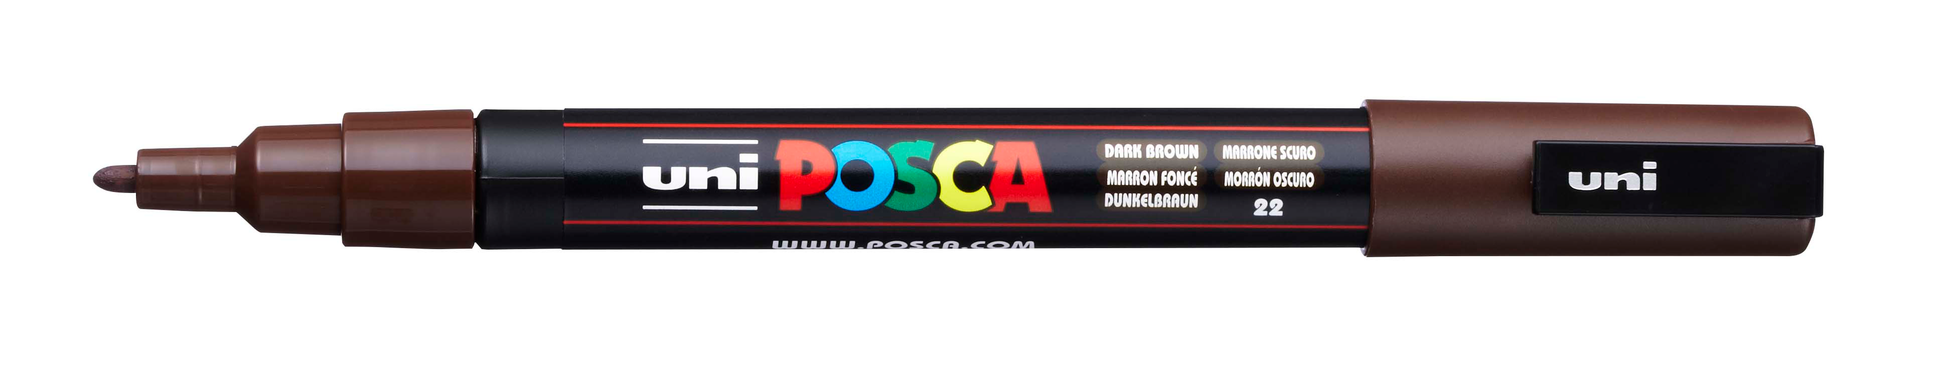 uni POSCA
DARK BROWN
MARRON FONCÉ
DUNKELBRAUN
MARRONE SCURO
MORRÓN OSCURO
22
WWW.POSCA.COM
uni